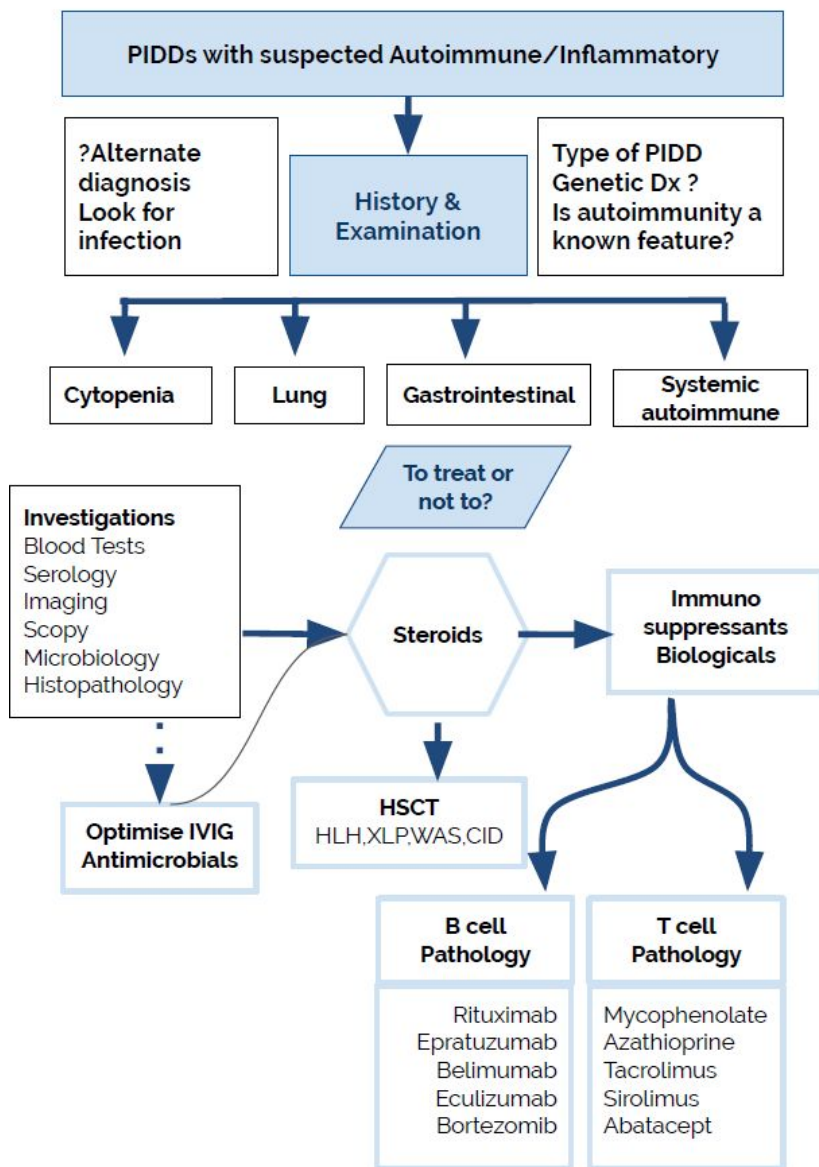 PIDDs with suspected Autoimmune/Inflammatory
?Alternate
diagnosis
Look for
infection
History &
Examination
Type of PIDD
Genetic Dx ?
Is autoimmunity a
known feature?
Cytopenia
Lung
Gastrointestinal
Systemic
autoimmune
To treat or
not to?
Investigations
Blood Tests
Serology
Imaging
Scopy
Microbiology
Histopathology
Steroids
Immuno
suppressants
Biologicals
Optimise IVIG
Antimicrobials
HSCT
HLH,XLP,WAS,CID
B cell
Pathology
Rituximab
Epratuzumab
Belimumab
Eculizumab
Bortezomib
T cell
Pathology
Mycophenolate
Azathioprine
Tacrolimus
Sirolimus
Abatacept